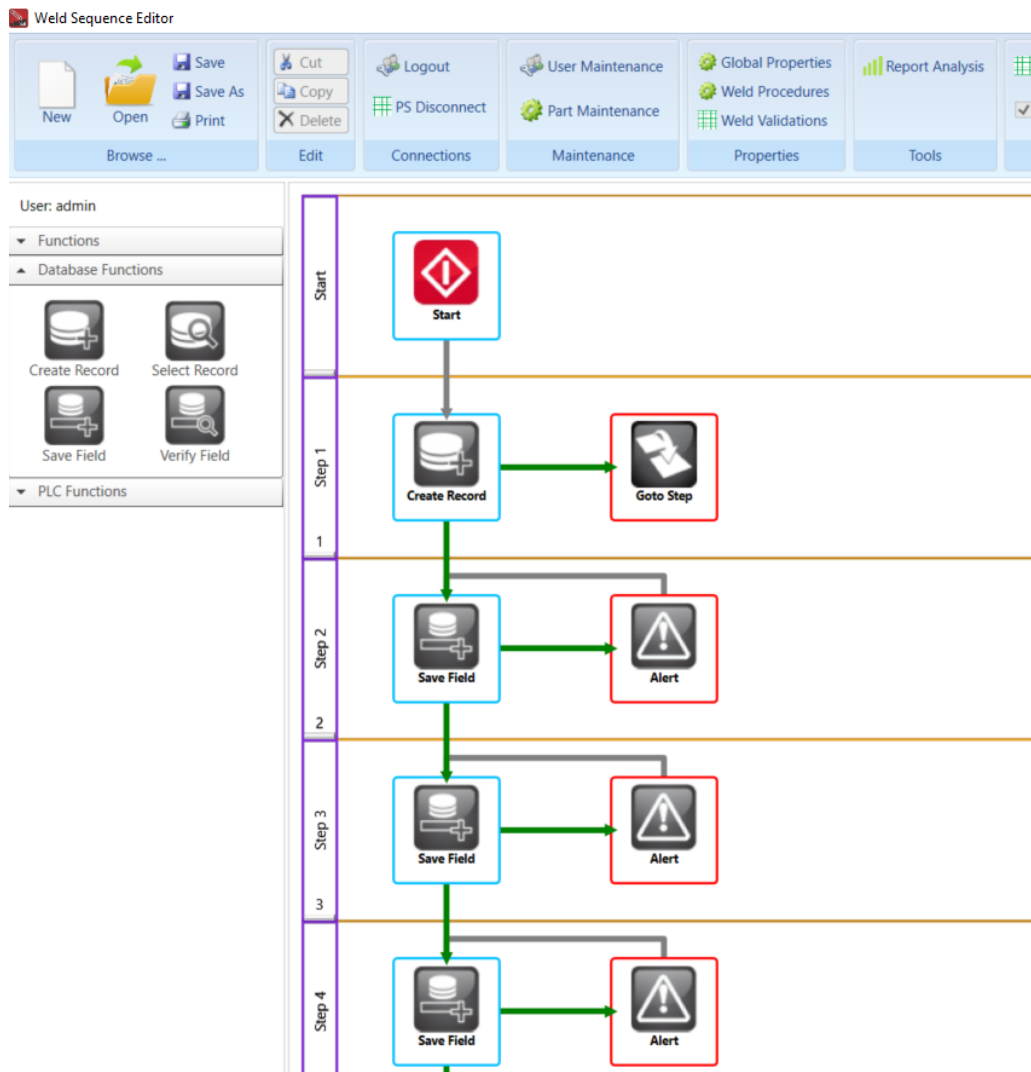 Weld Sequence Editor
New
Open
Save
Save As
Print
Browse ...
Cut
Copy
Delete
Edit
Logout
PS Disconnect
Connections
User Maintenance
Part Maintenance
Maintenance
Global Properties
Weld Procedures
Weld Validations
Properties
Report Analysis
Tools
User: admin
Functions
Database Functions
Create Record
Select Record
Save Field
Verify Field
PLC Functions
Start
Start
Step 1
1
Create Record
Goto Step
Step 2
2
Save Field
Alert
Step 3
3
Save Field
Alert
Step 4
Save Field
Alert